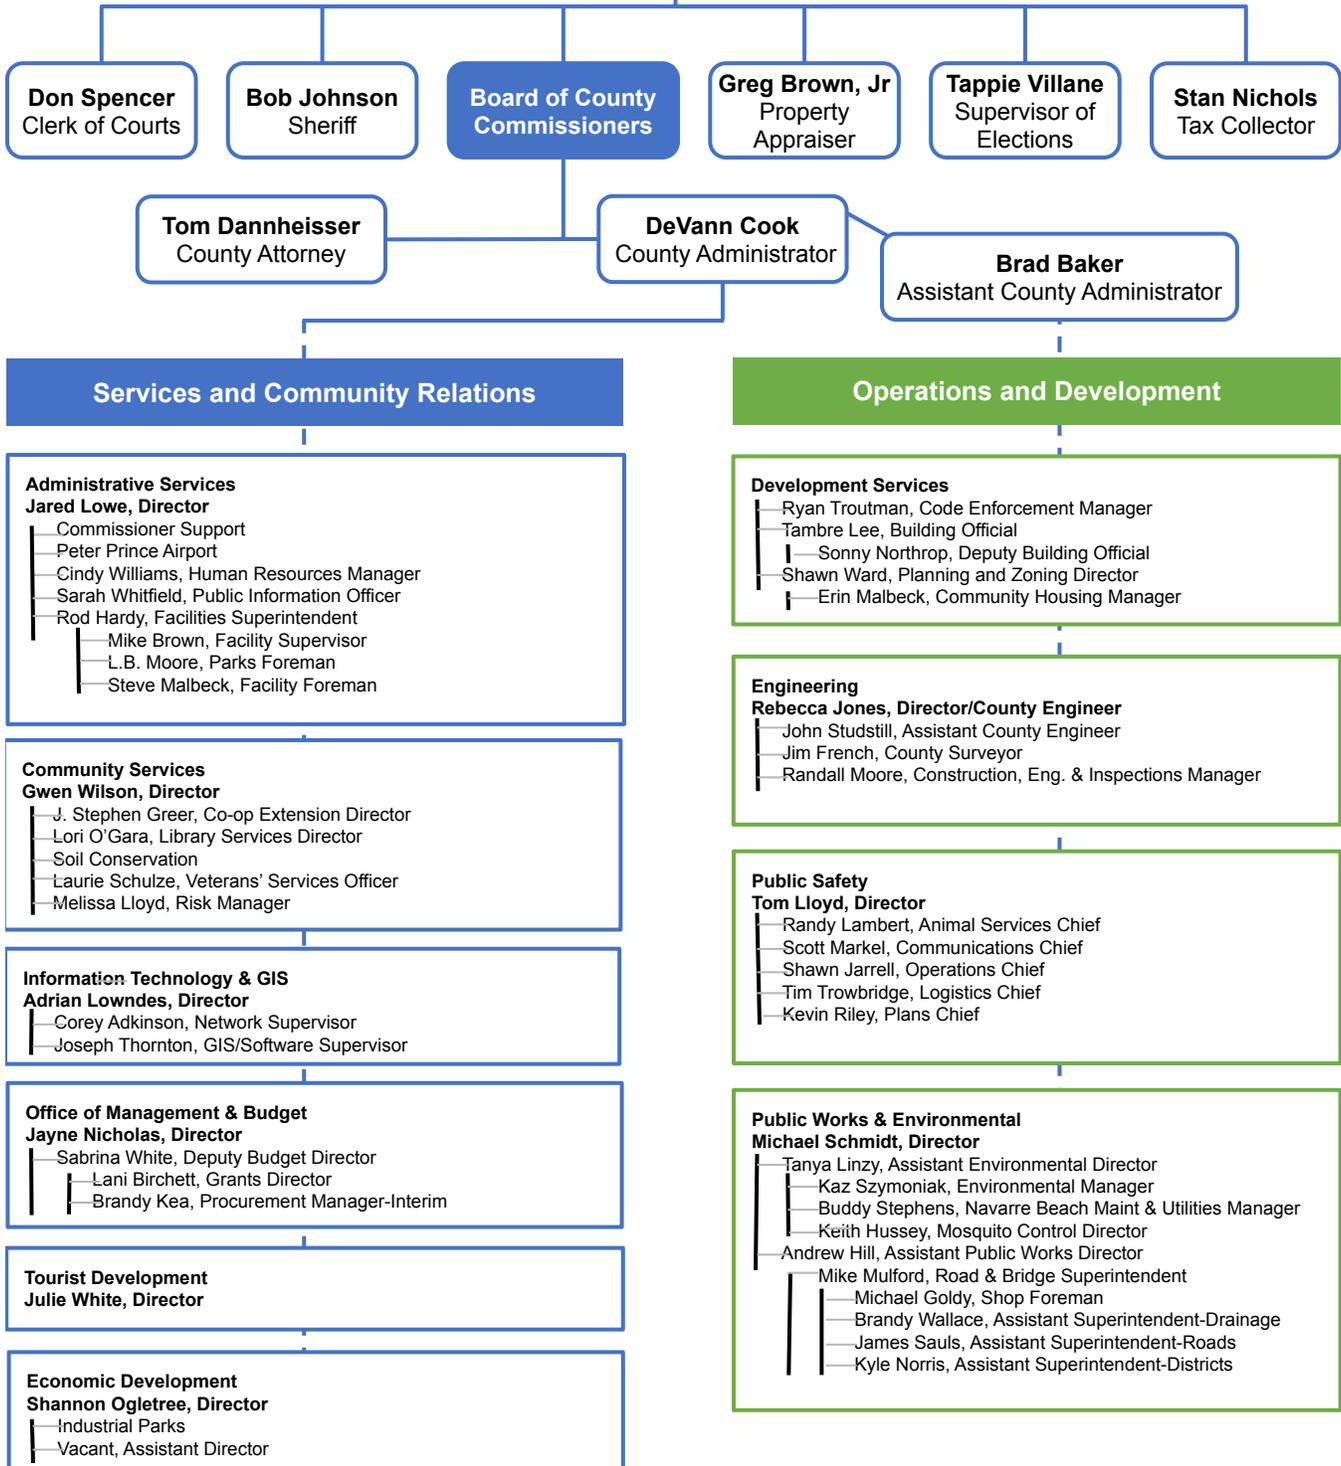 Don Spencer
Clerk of Courts
Bob Johnson
Sheriff
Board of County
Commissioners
Greg Brown, Jr
Property
Appraiser
Tappie Villane
Supervisor of
Elections
Stan Nichols
Tax Collector
Tom Dannheisser
County Attorney
DeVann Cook
County Administrator
Brad Baker
Assistant County Administrator
Services and Community Relations
Administrative Services
Jared Lowe, Director
Commissioner Support
Peter Prince Airport
Cindy Williams, Human Resources Manager
Sarah Whitfield, Public Information Officer
Rod Hardy, Facilities Superintendent
Mike Brown, Facility Supervisor
L.B. Moore, Parks Foreman
Steve Malbeck, Facility Foreman
Community Services
Gwen Wilson, Director
J. Stephen Greer, Co-op Extension Director
Lori O'Gara, Library Services Director
Soil Conservation
Laurie Schulze, Veterans' Services Officer
Melissa Lloyd, Risk Manager
Information Technology & GIS
Adrian Lowndes, Director
Corey Adkinson, Network Supervisor
Joseph Thornton, GIS/Software Supervisor
Office of Management & Budget
Jayne Nicholas, Director
Sabrina White, Deputy Budget Director
Lani Birchett, Grants Director
Brandy Kea, Procurement Manager-Interim
Tourist Development
Julie White, Director
Economic Development
Shannon Ogletree, Director
Industrial Parks
Vacant, Assistant Director
Operations and Development
Development Services
Ryan Troutman, Code Enforcement Manager
Tambre Lee, Building Official
Sonny Northrop, Deputy Building Official
Shawn Ward, Planning and Zoning Director
Erin Malbeck, Community Housing Manager
Engineering
Rebecca Jones, Director/County Engineer
John Studstill, Assistant County Engineer
Jim French, County Surveyor
Randall Moore, Construction, Eng. & Inspections Manager
Public Safety
Tom Lloyd, Director
Randy Lambert, Animal Services Chief
Scott Markel, Communications Chief
Shawn Jarrell, Operations Chief
Tim Trowbridge, Logistics Chief
Kevin Riley, Plans Chief
Public Works & Environmental
Michael Schmidt, Director
Tanya Linzy, Assistant Environmental Director
Kaz Szymoniak, Environmental Manager
Buddy Stephens, Navarre Beach Maint & Utilities Manager
Keith Hussey, Mosquito Control Director
Andrew Hill, Assistant Public Works Director
Mike Mulford, Road & Bridge Superintendent
Michael Goldy, Shop Foreman
Brandy Wallace, Assistant Superintendent-Drainage
James Sauls, Assistant Superintendent-Roads
Kyle Norris, Assistant Superintendent-Districts